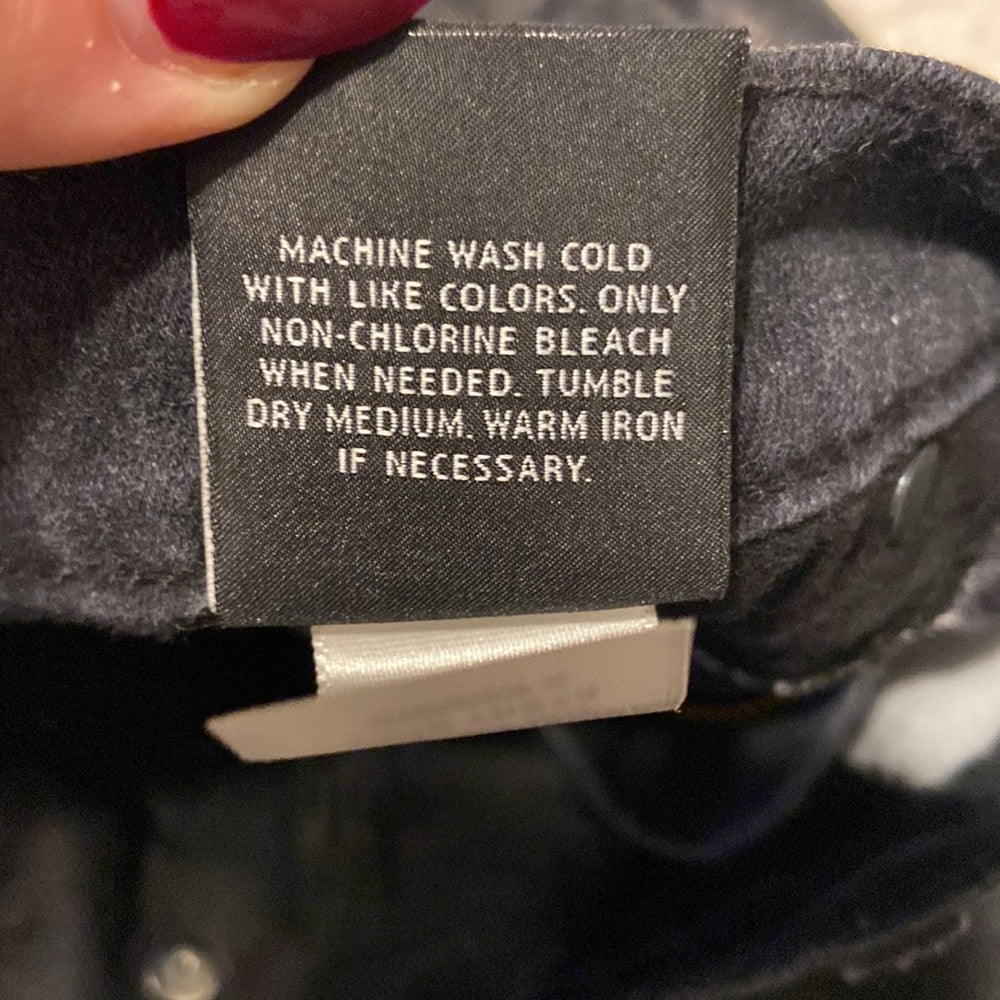 MACHINE WASH COLD
WITH LIKE COLORS. ONLY
NON-CHLORINE BLEACH
WHEN NEEDED. TUMBLE
DRY MEDIUM. WARM IRON
IF NECESSARY.